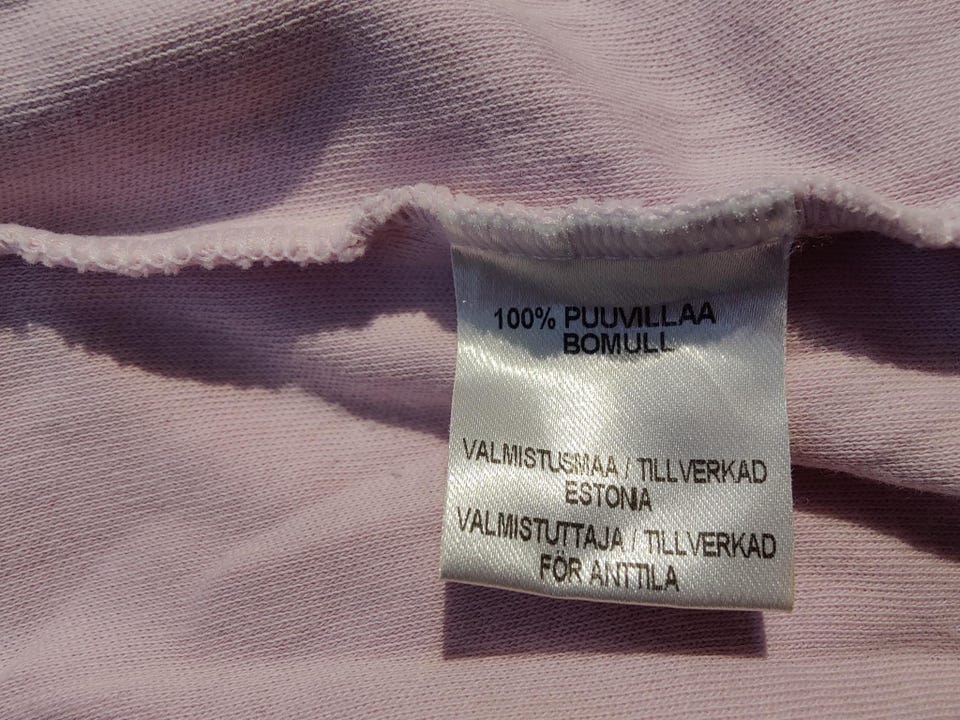 100% PUUVILLAA
BOMULL
VALMISTUSMAA / TILLVERKAD
ESTONIA
VALMISTUTTAJA / TILLVERKAD
FÖR ANTTILA